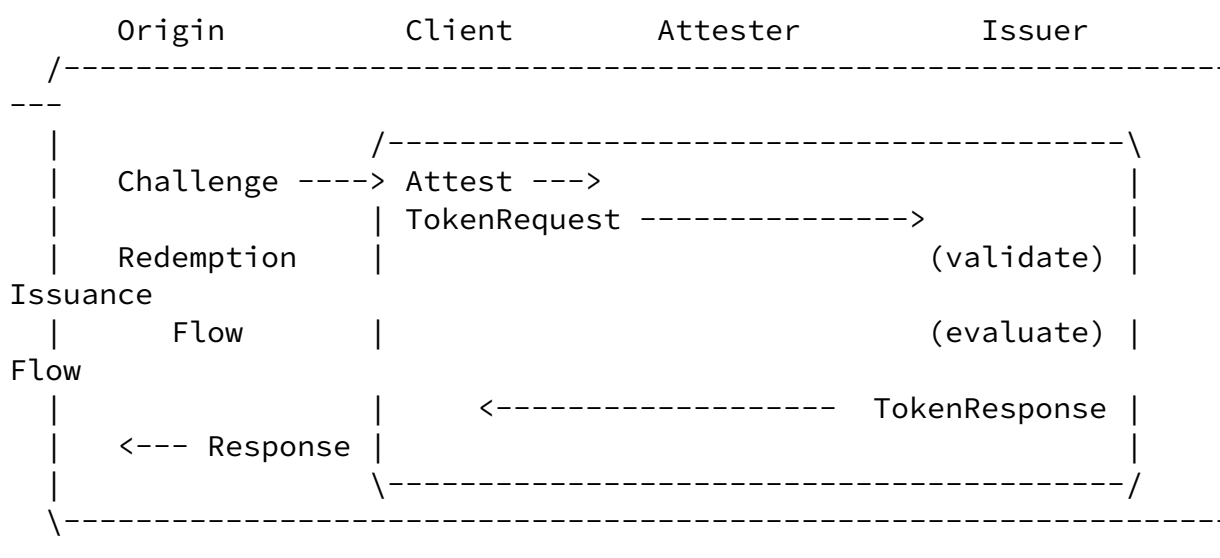 Origin Client Attester Issuer
/-----------------------------------------------------------------
---
| /-----------------------------------------\
| Challenge ----> Attest ---> |
| | TokenRequest ---------------> |
| Redemption | (validate) |
Issuance
| Flow | (evaluate) |
Flow
| | <------------------- TokenResponse |
| <--- Response | |
| \-----------------------------------------/
\-----------------------------------------------------------------